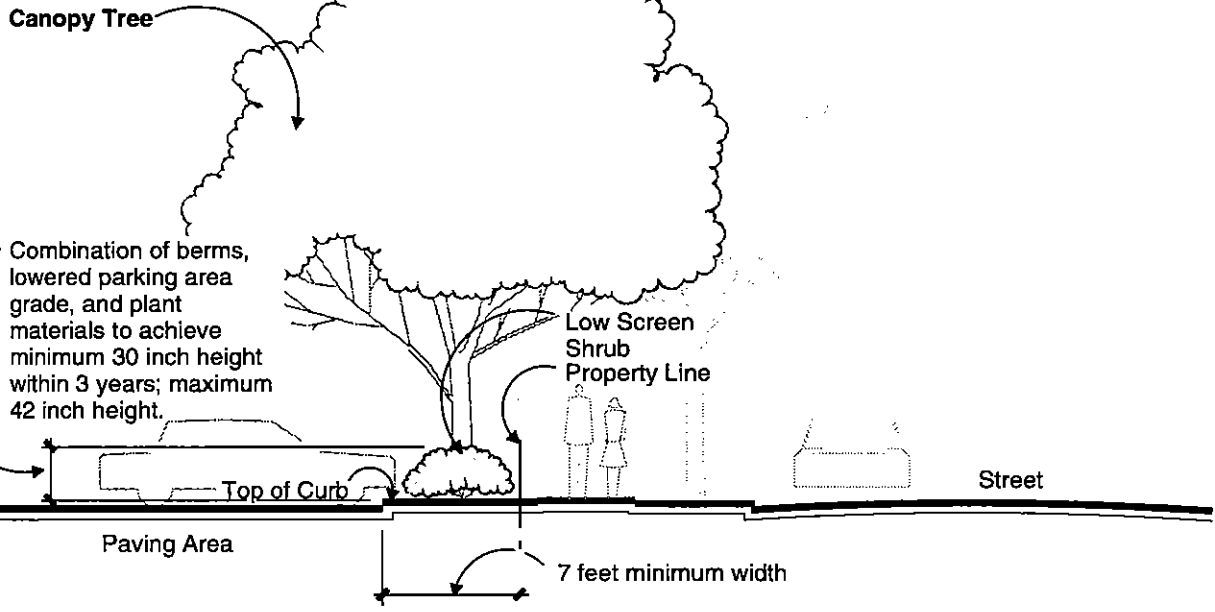 Canopy Tree
Combination of berms,
lowered parking area
grade, and plant
materials to achieve
minimum 30 inch height
within 3 years; maximum
42 inch height.
Low Screen
Shrub
Property Line
Top of Curb
Street
Paving Area
7 feet minimum width